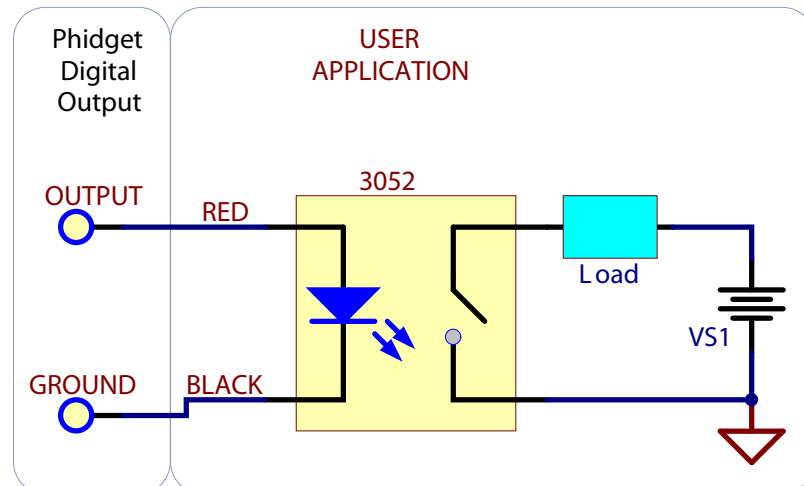 Phidget
Digital
Output
USER
APPLICATION
3052
OUTPUT
RED
Load
VS1
GROUND
BLACK